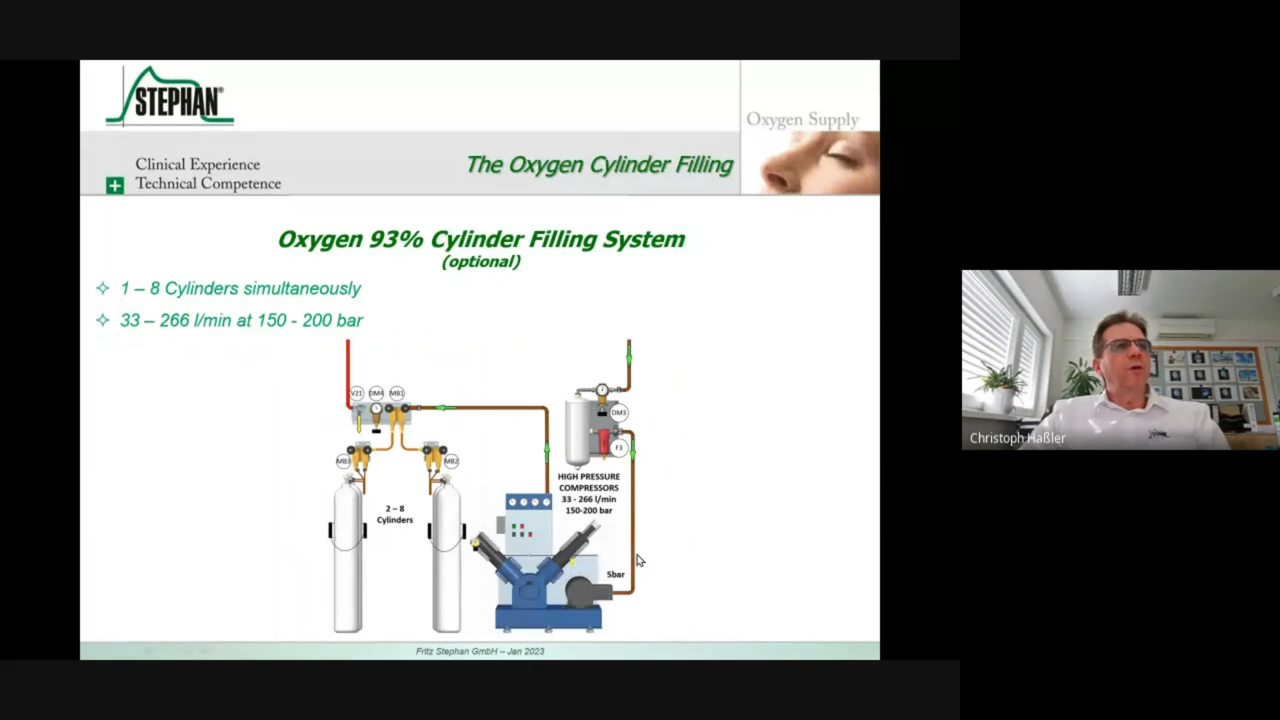 STEPHAN®
Oxygen Supply
Clinical Experience
Technical Competence
The Oxygen Cylinder Filling
Oxygen 93% Cylinder Filling System
(optional)
1 – 8 Cylinders simultaneously
33 – 266 l/min at 150 - 200 bar
V21 DM4 MB1
DM3
F3
MB3 MB2
HIGH PRESSURE
COMPRESSORS
33 - 266 l/min
150-200 bar
2 – 8
Cylinders
5bar
Fritz Stephan GmbH – Jan 2023
Christoph Haßler